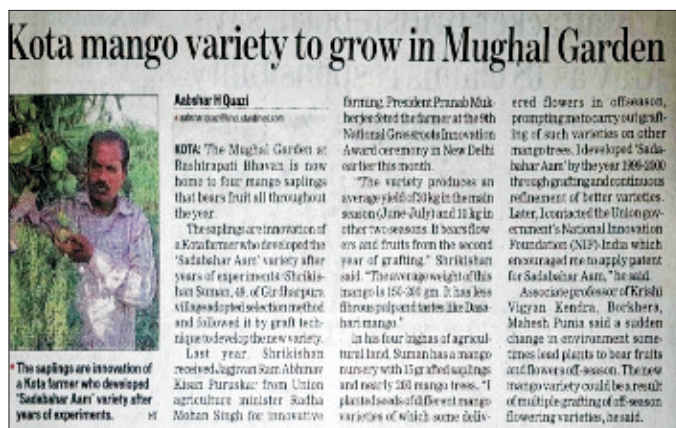 Kota mango variety to grow in Mughal Garden
Aabshar H Quazi
KOTA: The Mughal Garden at
Rashtrapati Bhavan is now
home to four mango saplings
that bears fruit all throughout
the year.
The saplings are innovation of
a Kota farmer who developed the
'Sadabahar Aam' variety after
years of experiments. Shrikis-
han Suman, 48, of Girdharpura
village adopted selection method
and followed it by graft tech-
nique to develop the new variety.
Last year, Shrikishan
received Jagjivan Ram Abhinav
Kisan Puruskar from Union
agriculture minister Radha
Mohan Singh for innovative
farming. President Pranab Muk-
herjee feted the farmer at the 9th
National Grassroots Innovation
Award ceremony in New Delhi
earlier this month.
"The variety produces an
average yield of kg in the main
season (June-July) and 10 kg in
other two seasons. It bears flow-
ers and fruits from the second
year of grafting," Shrikishan
said. "The average weight of this
mango is 150-200 gm. It has less
fibrous pulp and tastes like Dasa-
hari mango."
In his four bighas of agricul-
tural land, Suman has a mango
nursery with 15 grafted saplings
and nearly 200 mango trees. "I
planted seeds of different mango
varieties of which some deliv-
ered flowers in offseason,
prompting me to carry out graft-
ing of such varieties on other
mango trees. I developed 'Sada-
bahar Aam' by the year
through grafting and continuous
refinement of better varieties.
Later, I contacted the Union gov-
ernment's National Innovation
Foundation (NIF)-India which
encouraged me to apply patent
for Sadabahar Aam," he said.
Associate professor of Krishi
Vigyan Kendra, Borkhera,
Mahesh Punia said a sudden
change in environment some-
times lead plants to bear fruits
and flowers off-season. The new
mango variety could be a result
of multiple grafting of off-season
flowering varieties, he said.
The saplings are innovation of
a Kota farmer who developed
'Sadabahar Aam' variety after
years of experiments. HT